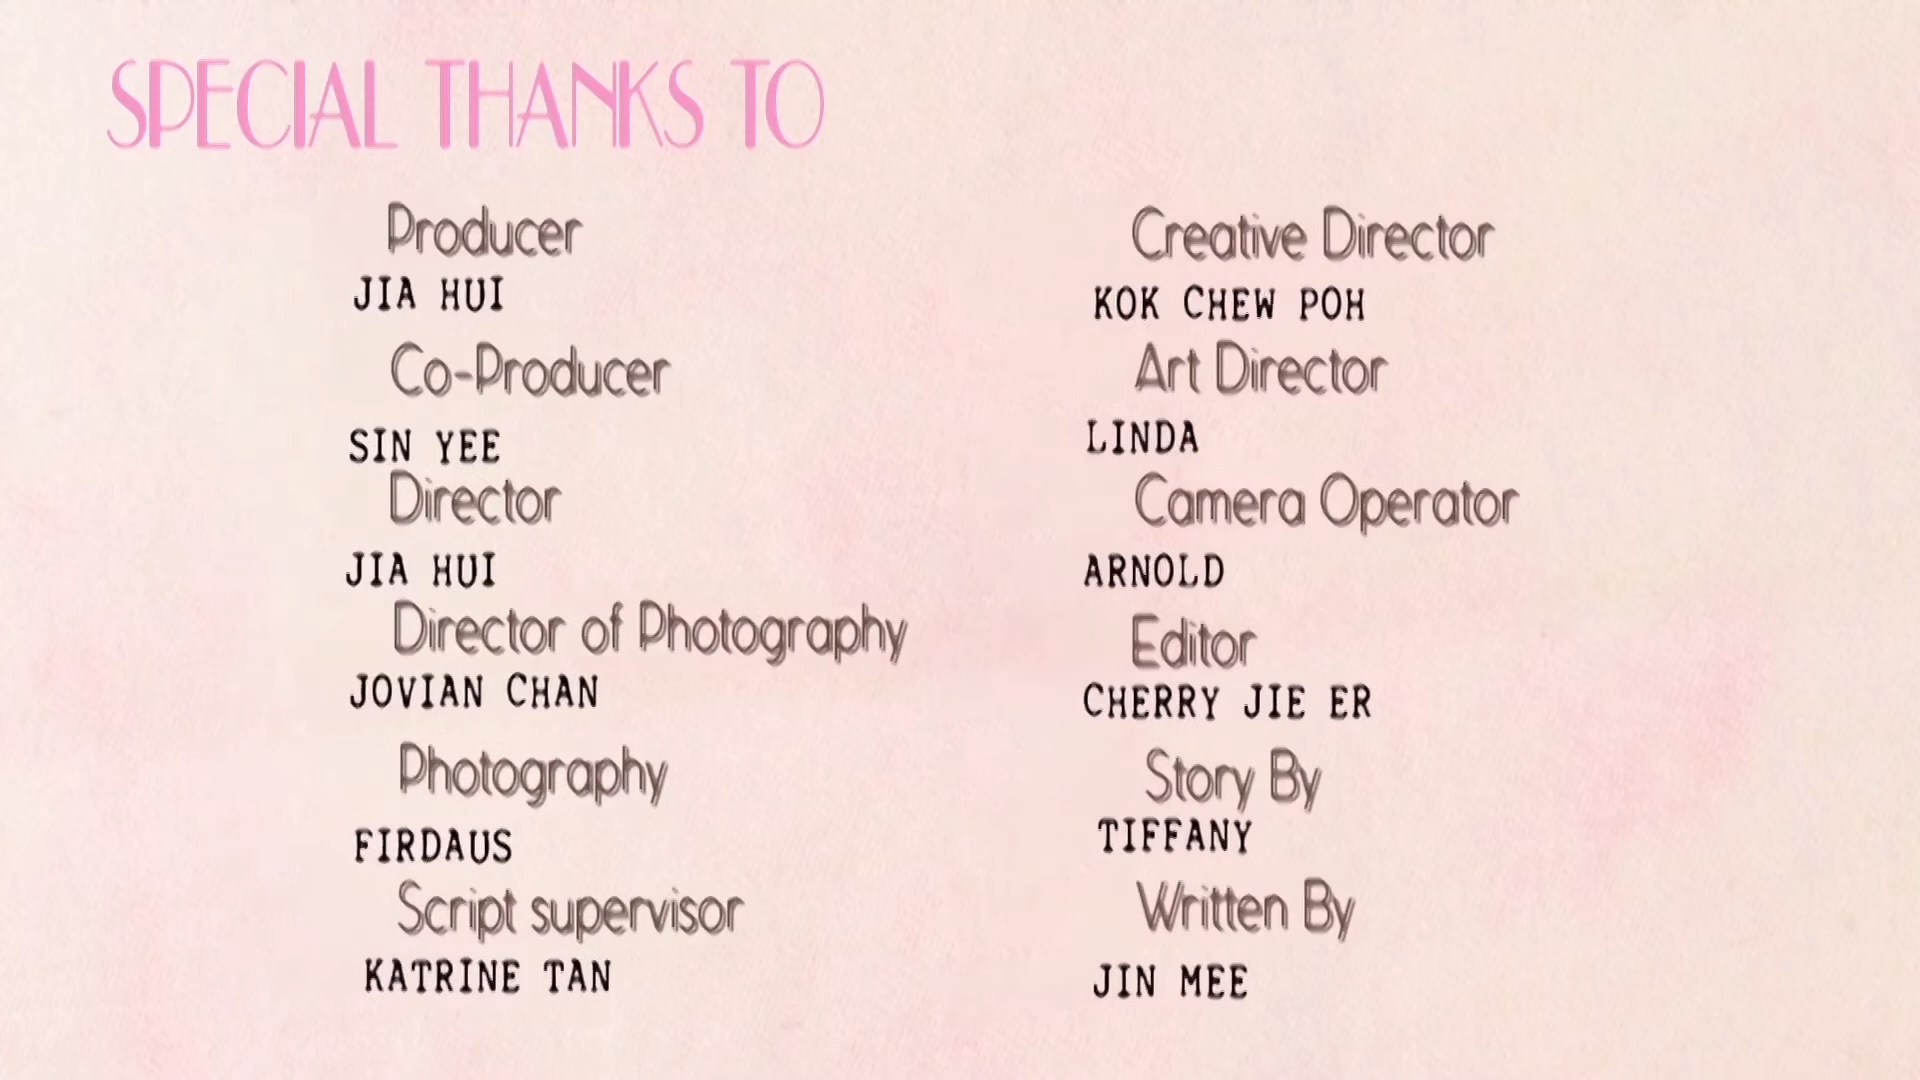 SPECIAL THANKS TO
Producer
JIA HUI
Co-Producer
SIN YEE
Director
JIA HUI
Director of Photography
JOVIAN CHAN
Photography
FIRDAUS
Script supervisor
KATRINE TAN
Creative Director
KOK CHEW POH
Art Director
LINDA
Camera Operator
ARNOLD
Editor
CHERRY JIE ER
Story By
TIFFANY
Written By
JIN MEE